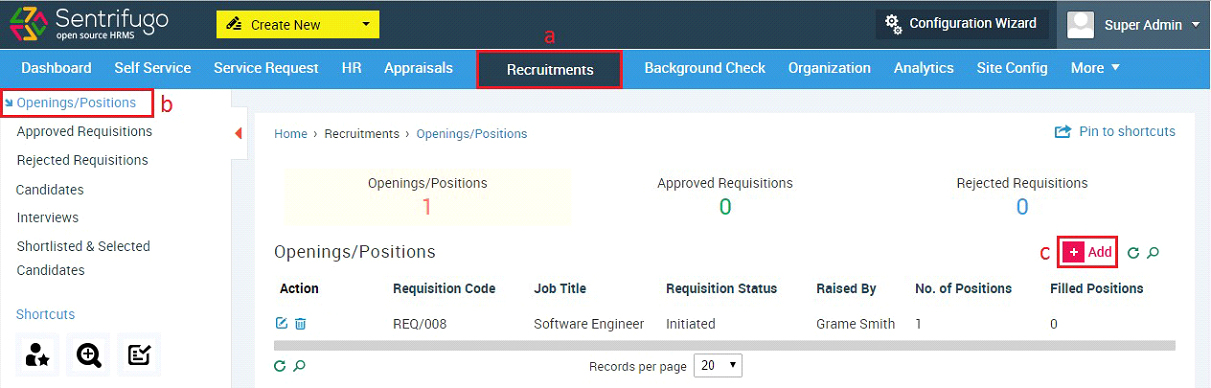 Sentrifugo
open source HRMS
Create New
Configuration Wizard
Super Admin
a
Dashboard Self Service Service Request HR Appraisals Recruitments Background Check Organization Analytics Site Config More
Openings/Positions
b
Approved Requisitions
Rejected Requisitions
Candidates
Interviews
Shortlisted & Selected
Candidates
Shortcuts
Home › Recruitments › Openings/Positions
Pin to shortcuts
Openings/Positions Approved Requisitions Rejected Requisitions
1 0 0
Openings/Positions
c
+ Add
Action Requisition Code Job Title Requisition Status Raised By No. of Positions Filled Positions
REQ/008 Software Engineer Initiated Grame Smith 1 0
Records per page 20